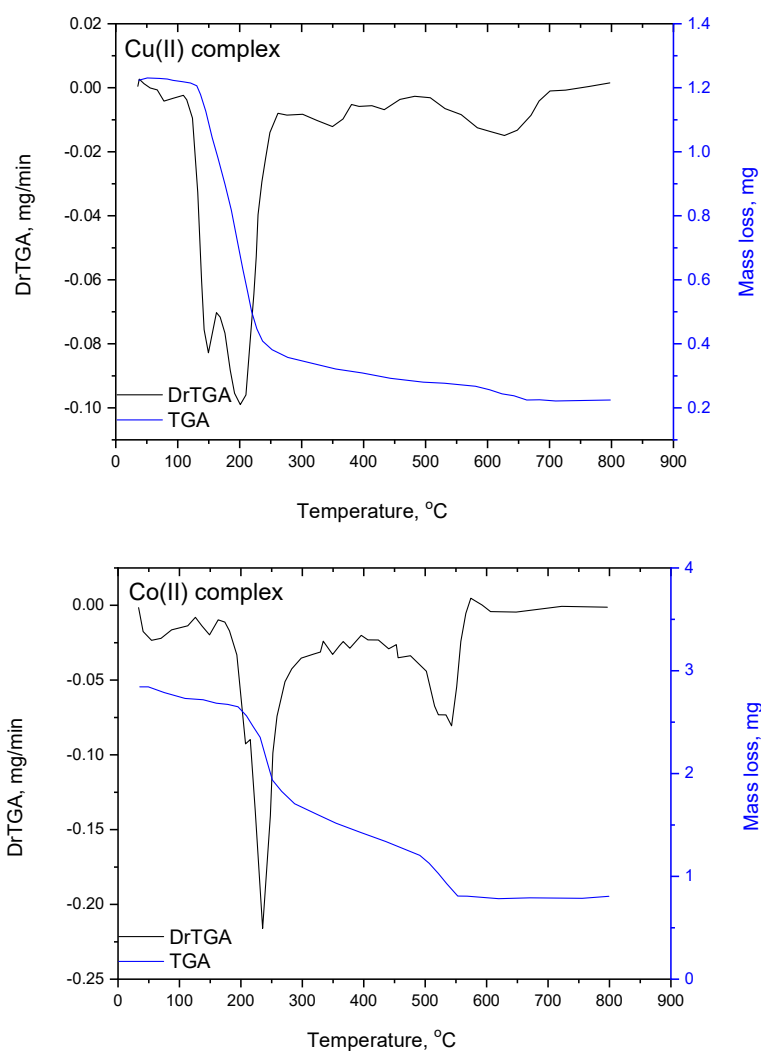 Cu(II) complex
0.02
0.00
-0.02
-0.04
-0.06
-0.08
-0.10
DrTGA, mg/min
1.4
1.2
1.0
0.8
0.6
0.4
0.2
Mass loss, mg
DrTGA
TGA
0 100 200 300 400 500 600 700 800 900
Temperature, °C
Co(II) complex
0.00
-0.05
-0.10
-0.15
-0.20
-0.25
DrTGA, mg/min
4
3
2
1
0
Mass loss, mg
DrTGA
TGA
0 100 200 300 400 500 600 700 800 900
Temperature, °C